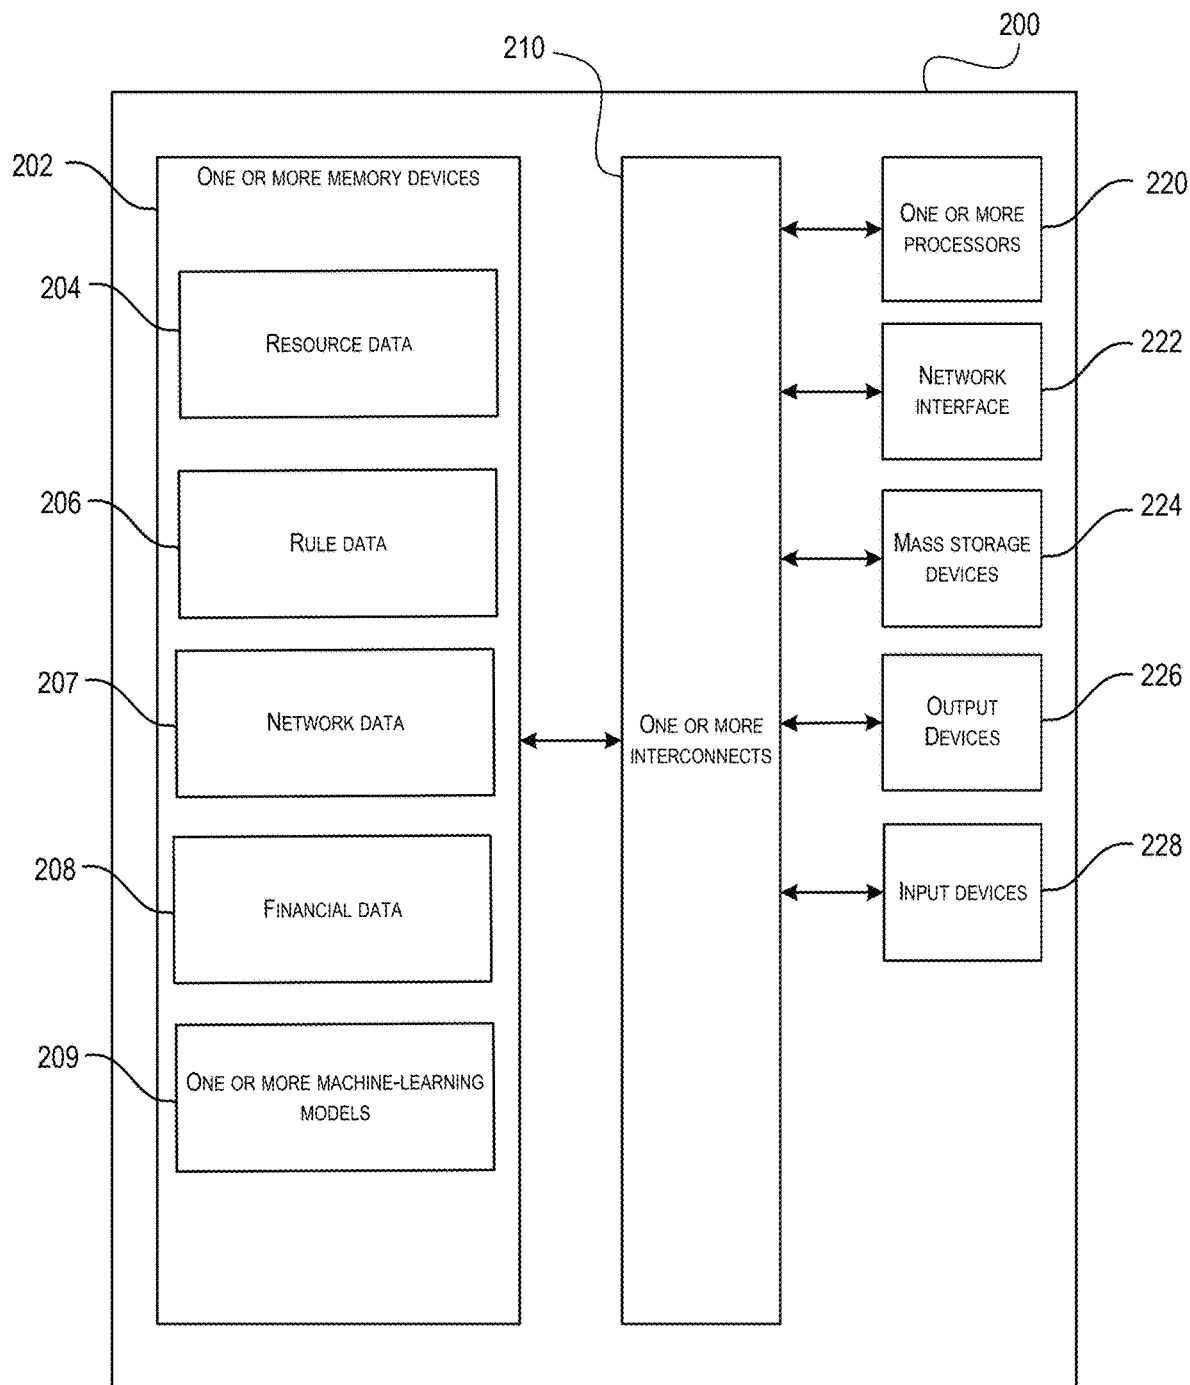 200
210
202
ONE OR MORE MEMORY DEVICES
220
ONE OR MORE
PROCESSORS
204
RESOURCE DATA
222
NETWORK
INTERFACE
206
RULE DATA
224
MASS STORAGE
DEVICES
207
NETWORK DATA
ONE OR MORE
INTERCONNECTS
226
OUTPUT
DEVICES
208
FINANCIAL DATA
228
INPUT DEVICES
209
ONE OR MORE MACHINE-LEARNING
MODELS